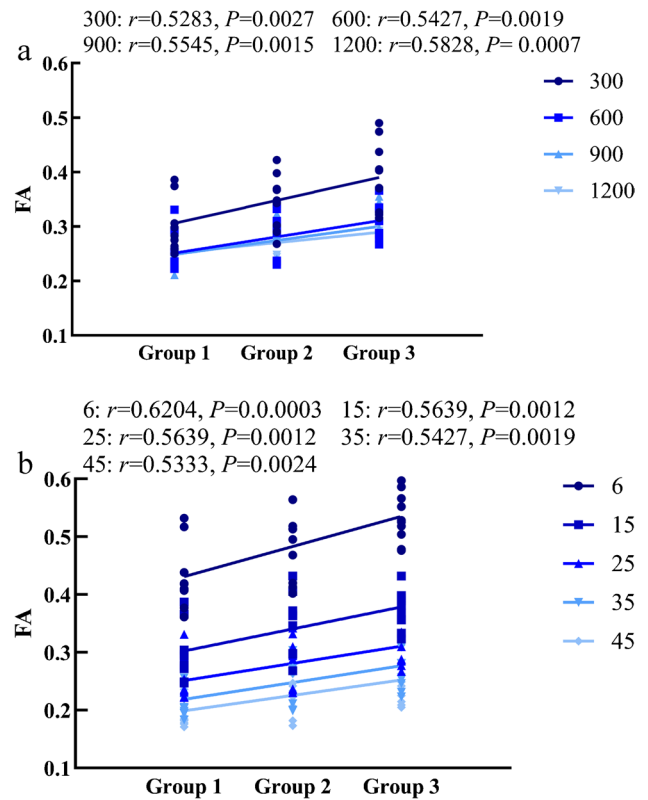 300: r=0.5283, P=0.0027 600: r=0.5427, P=0.0019
900: r=0.5545, P=0.0015 1200: r=0.5828, P= 0.0007
a
0.6
0.5
0.4
0.3
0.2
0.1
FA
Group 1 Group 2 Group 3
300
600
900
1200
6: r=0.6204, P=0.0.0003 15: r=0.5639, P=0.0012
25: r=0.5639, P=0.0012 35: r=0.5427, P=0.0019
45: r=0.5333, P=0.0024
b
0.6
0.5
0.4
0.3
0.2
0.1
FA
Group 1 Group 2 Group 3
6
15
25
35
45